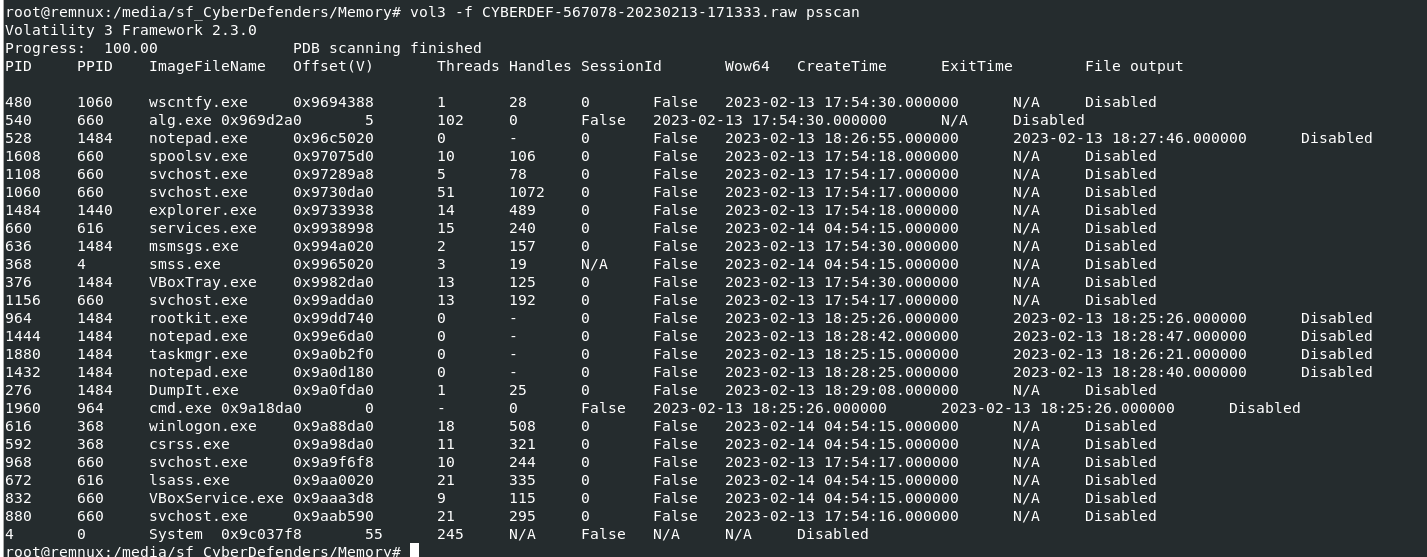 root@remnux:/media/sf_CyberDefenders/Memory# vol3 -f CYBERDEF-567078-20230213-171333.raw psscan
Volatility 3 Framework 2.3.0
Progress:  100.00               PDB scanning finished
PID     PPID    ImageFileName   Offset(V)       Threads Handles SessionId       Wow64   CreateTime      ExitTime        File output
480     1060    wscntfy.exe     0x9694388       1       28      0       False   2023-02-13 17:54:30.000000      N/A     Disabled
540     660     alg.exe 0x969d2a0       5       102     0       False   2023-02-13 17:54:30.000000      N/A     Disabled
528     1484    notepad.exe     0x96c5020       0       -       0       False   2023-02-13 18:26:55.000000      2023-02-13 18:27:46.000000      Disabled
1608    660     spoolsv.exe     0x97075d0       10      106     0       False   2023-02-13 17:54:18.000000      N/A     Disabled
1108    660     svchost.exe     0x97289a8       5       78      0       False   2023-02-13 17:54:17.000000      N/A     Disabled
1060    660     svchost.exe     0x9730da0       51      1072    0       False   2023-02-13 17:54:17.000000      N/A     Disabled
1484    1440    explorer.exe    0x9733938       14      489     0       False   2023-02-13 17:54:18.000000      N/A     Disabled
660     616     services.exe    0x9938998       15      240     0       False   2023-02-14 04:54:15.000000      N/A     Disabled
636     1484    msmsgs.exe      0x994a020       2       157     0       False   2023-02-13 17:54:30.000000      N/A     Disabled
368     4       smss.exe        0x9965020       3       19      N/A     False   2023-02-14 04:54:15.000000      N/A     Disabled
376     1484    VBoxTray.exe    0x9982da0       13      125     0       False   2023-02-13 17:54:30.000000      N/A     Disabled
1156    660     svchost.exe     0x99adda0       13      192     0       False   2023-02-13 17:54:17.000000      N/A     Disabled
964     1484    rootkit.exe     0x99dd740       0       -       0       False   2023-02-13 18:25:26.000000      2023-02-13 18:25:26.000000      Disabled
1444    1484    notepad.exe     0x99e6da0       0       -       0       False   2023-02-13 18:28:42.000000      2023-02-13 18:28:47.000000      Disabled
1880    1484    taskmgr.exe     0x9a0b2f0       0       -       0       False   2023-02-13 18:25:15.000000      2023-02-13 18:26:21.000000      Disabled
1432    1484    notepad.exe     0x9a0d180       0       -       0       False   2023-02-13 18:28:25.000000      2023-02-13 18:28:40.000000      Disabled
276     1484    DumpIt.exe      0x9a0fda0       1       25      0       False   2023-02-13 18:29:08.000000      N/A     Disabled
1960    964     cmd.exe 0x9a18da0       0       -       0       False   2023-02-13 18:25:26.000000      2023-02-13 18:25:26.000000      Disabled
616     368     winlogon.exe    0x9a88da0       18      508     0       False   2023-02-14 04:54:15.000000      N/A     Disabled
592     368     csrss.exe       0x9a98da0       11      321     0       False   2023-02-14 04:54:15.000000      N/A     Disabled
968     660     svchost.exe     0x9a9f6f8       10      244     0       False   2023-02-13 17:54:17.000000      N/A     Disabled
672     616     lsass.exe       0x9aa0020       21      335     0       False   2023-02-14 04:54:15.000000      N/A     Disabled
832     660     VBoxService.exe 0x9aaa3d8       9       115     0       False   2023-02-14 04:54:15.000000      N/A     Disabled
880     660     svchost.exe     0x9aab590       21      295     0       False   2023-02-13 17:54:16.000000      N/A     Disabled
4       0       System  0x9c037f8       55      245     N/A     False   N/A     N/A     Disabled
root@remnux:/media/sf_CyberDefenders/Memory#